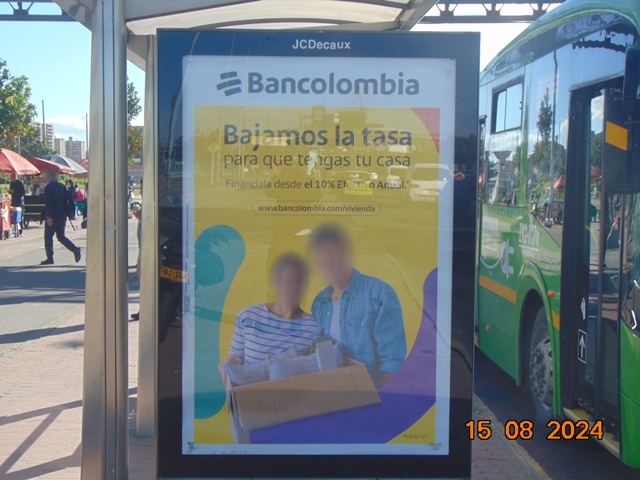 JCDecaux
Bancolombia
Bajamos la tasa
para que tengas tu casa
Fináncíala desde el 10% Efectivo Anual.*
www.bancolombia.com/vivienda
15 08 2024